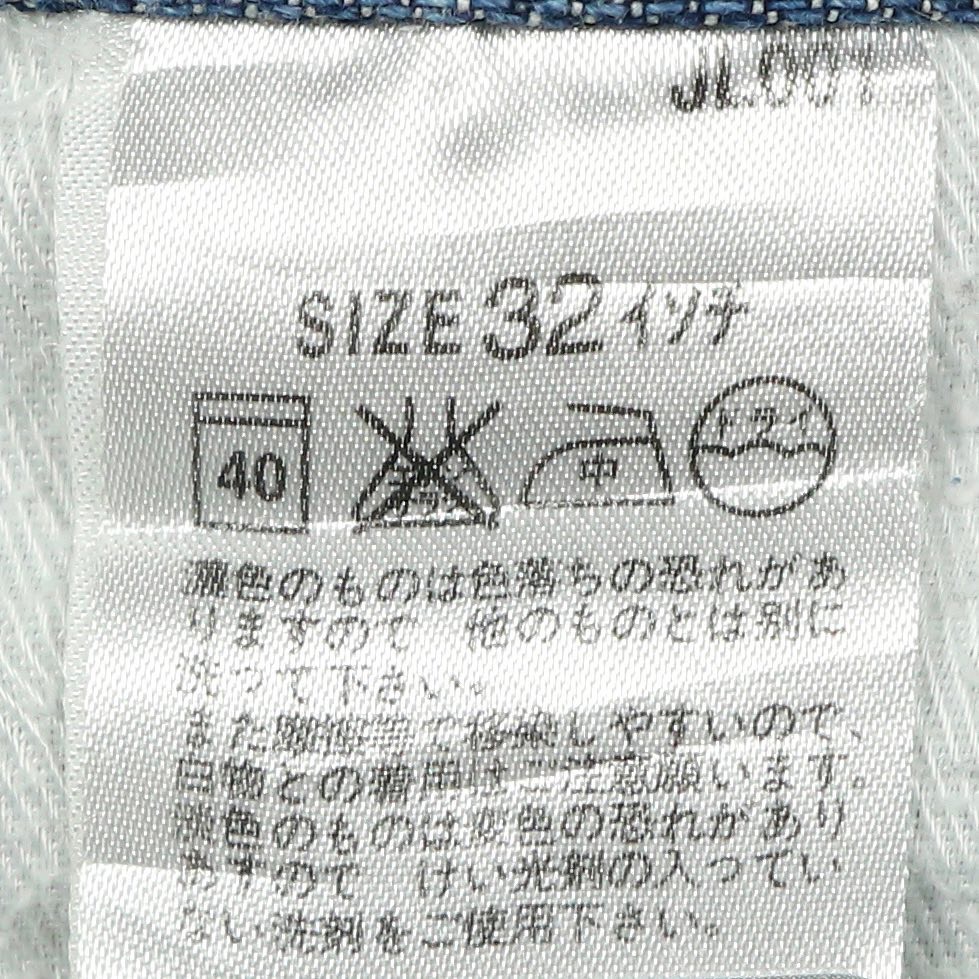 JL001
SIZE 32インチ
40
中
ドライ
濃色のものは色落ちの恐れがあ
りますので 他のものとは別に
洗って下さい。
また摩擦等で移染しやすいので、
白物との着用はご注意願います。
淡色のものは変色の恐れがあり
ますので けい光剤の入ってい
ない洗剤をご使用下さい。